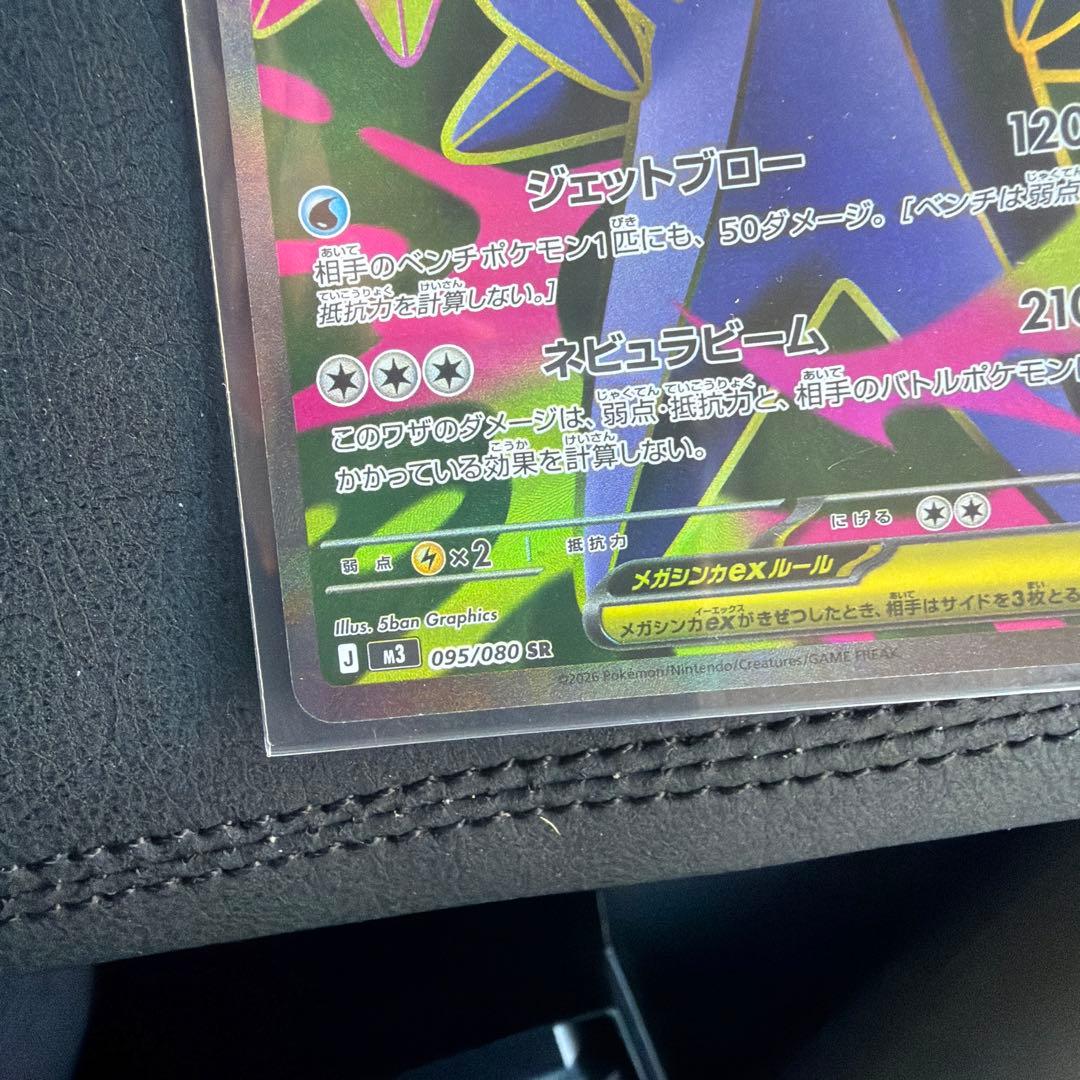 ジェットブロー 120
相手のベンチポケモン1匹にも、50ダメージ。[ベンチは弱点
抵抗力を計算しない。]
ネビュラビーム 210
このワザのダメージは、弱点・抵抗力と、相手のバトルポケモンに
かかっている効果を計算しない。
弱点 ×2 抵抗力 にげる
メガシンカexルール
メガシンカexがきぜつしたとき、相手はサイドを3枚とる
Illus. 5ban Graphics
J M3 095/080 SR
©2026 Pokémon/Nintendo/Creatures/GAME FREAK